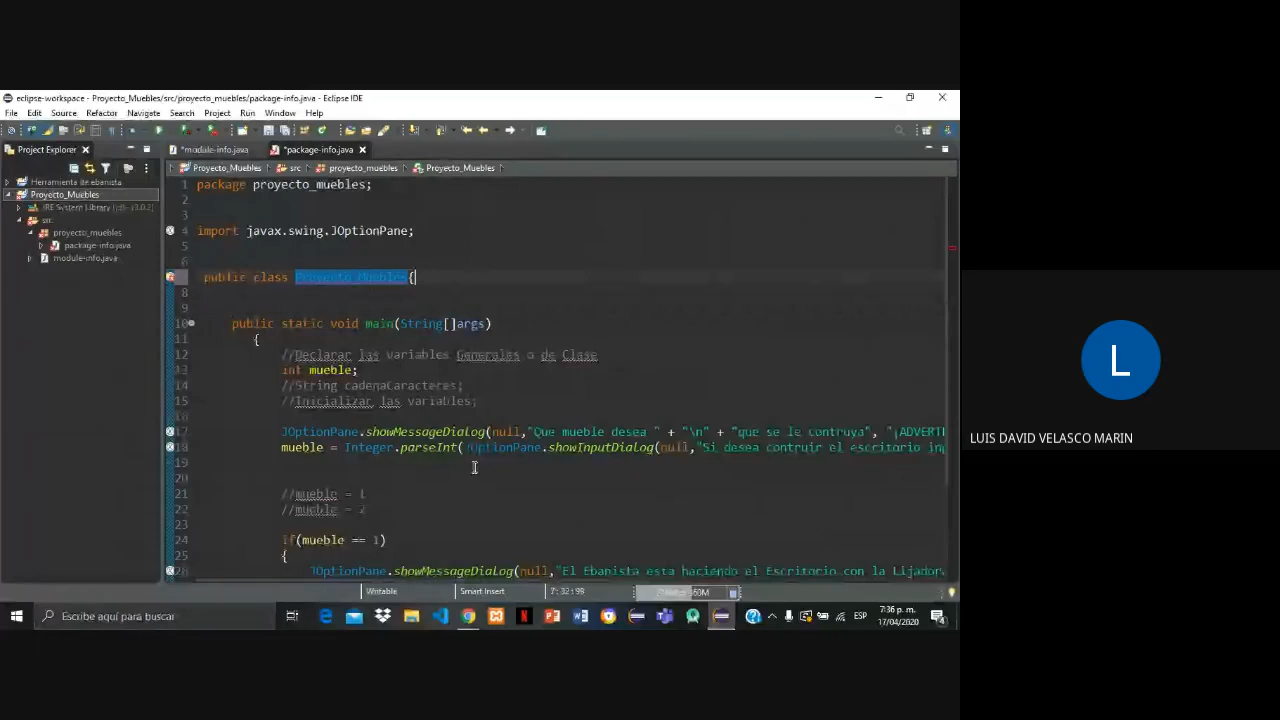 eclipse-workspace - Proyecto_Muebles/src/proyecto_muebles/package-info.java - Eclipse IDE
File Edit Source Refactor Navigate Search Project Run Window Help
Project Explorer
*module-info.java
*package-info.java
Proyecto_Muebles src proyecto_muebles Proyecto_Muebles
Herramienta de ebanista
Proyecto_Muebles
JRE System Library
src
proyecto_muebles
package-info.java
module-info.java
1 package proyecto_muebles;
2
3
4 import javax.swing.JOptionPane;
5
6
public class Proyecto_Muebles{
8
9
10 public static void main(String[]args)
11 {
12 //Declarar las variables Generales o de Clase
13 int mueble;
14 //String cadenaCaracteres;
15 //Inicializar las variables;
16
17 JOptionPane.showMessageDialog(null,"Que mueble desea " + "\n" + "que se le contruya", "¡ADVERT
18 mueble = Integer.parseInt(JOptionPane.showInputDialog(null,"Si desea contruir el escritorio in
19
20
21 //mueble = 1
22 //mueble = 2
24 if(mueble == 1)
25 {
26 JOptionPane.showMessageDialog(null,"El Ebanista esta haciendo el Escritorio con la Lijador
Writable Smart Insert 7 : 32 : 99
Escribe aquí para buscar
ESP
7:36 p. m.
17/04/2020
4
L
LUIS DAVID VELASCO MARIN